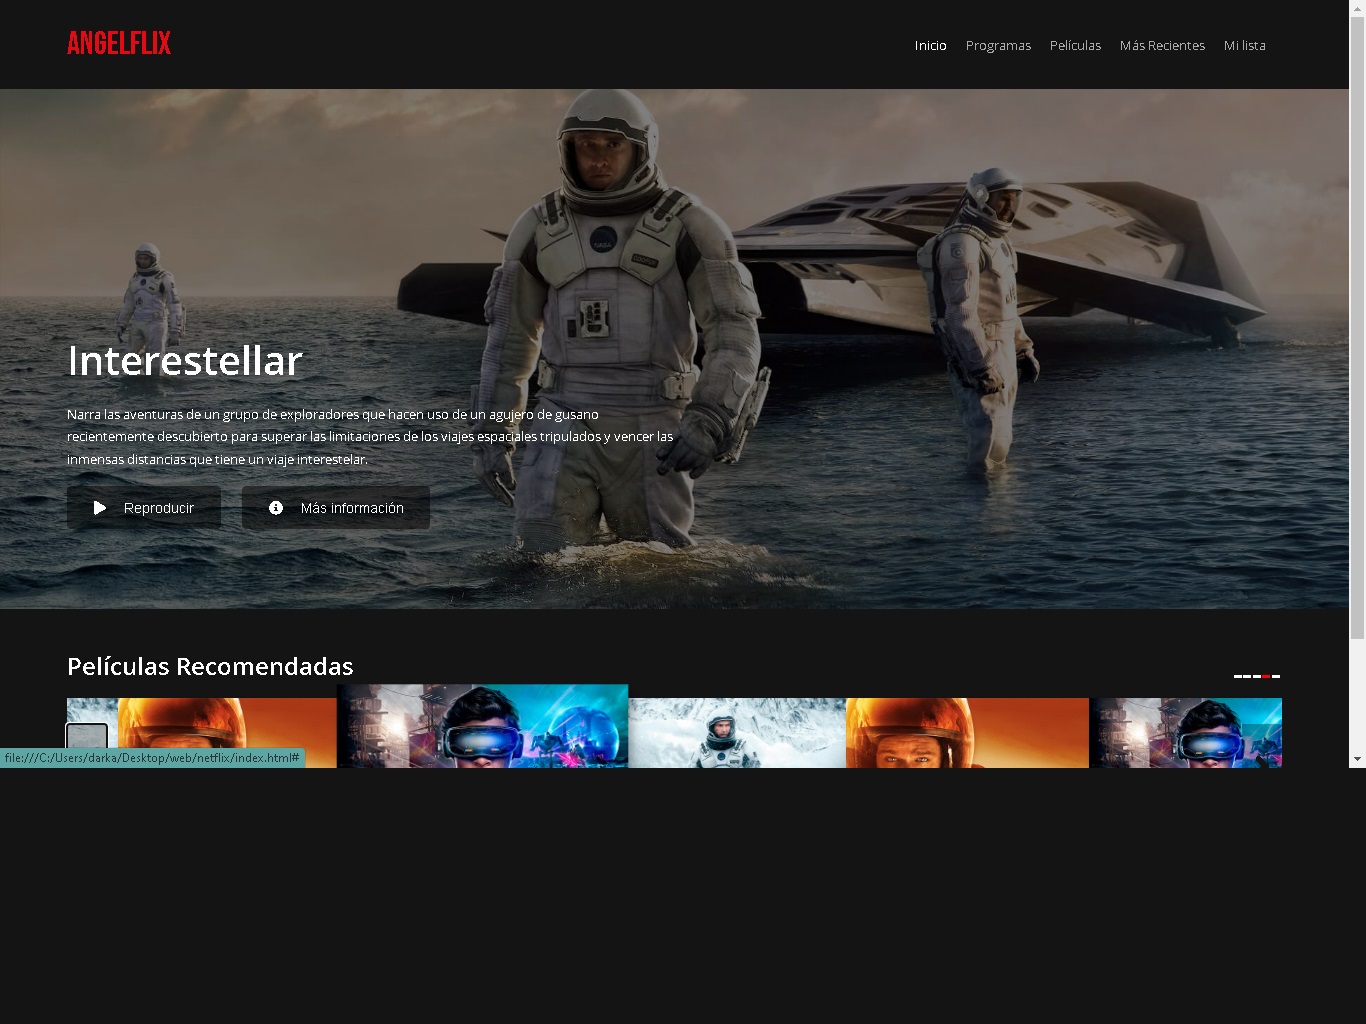 ANGELFLIX
Inicio Programas Películas Más Recientes Mi lista
NASA
COOPER
Interestellar
Narra las aventuras de un grupo de exploradores que hacen uso de un agujero de gusano
recientemente descubierto para superar las limitaciones de los viajes espaciales tripulados y vencer las
inmensas distancias que tiene un viaje interestelar.
Reproducir Más información
Películas Recomendadas
file:///C:/Users/darka/Desktop/web/netflix/index.html#